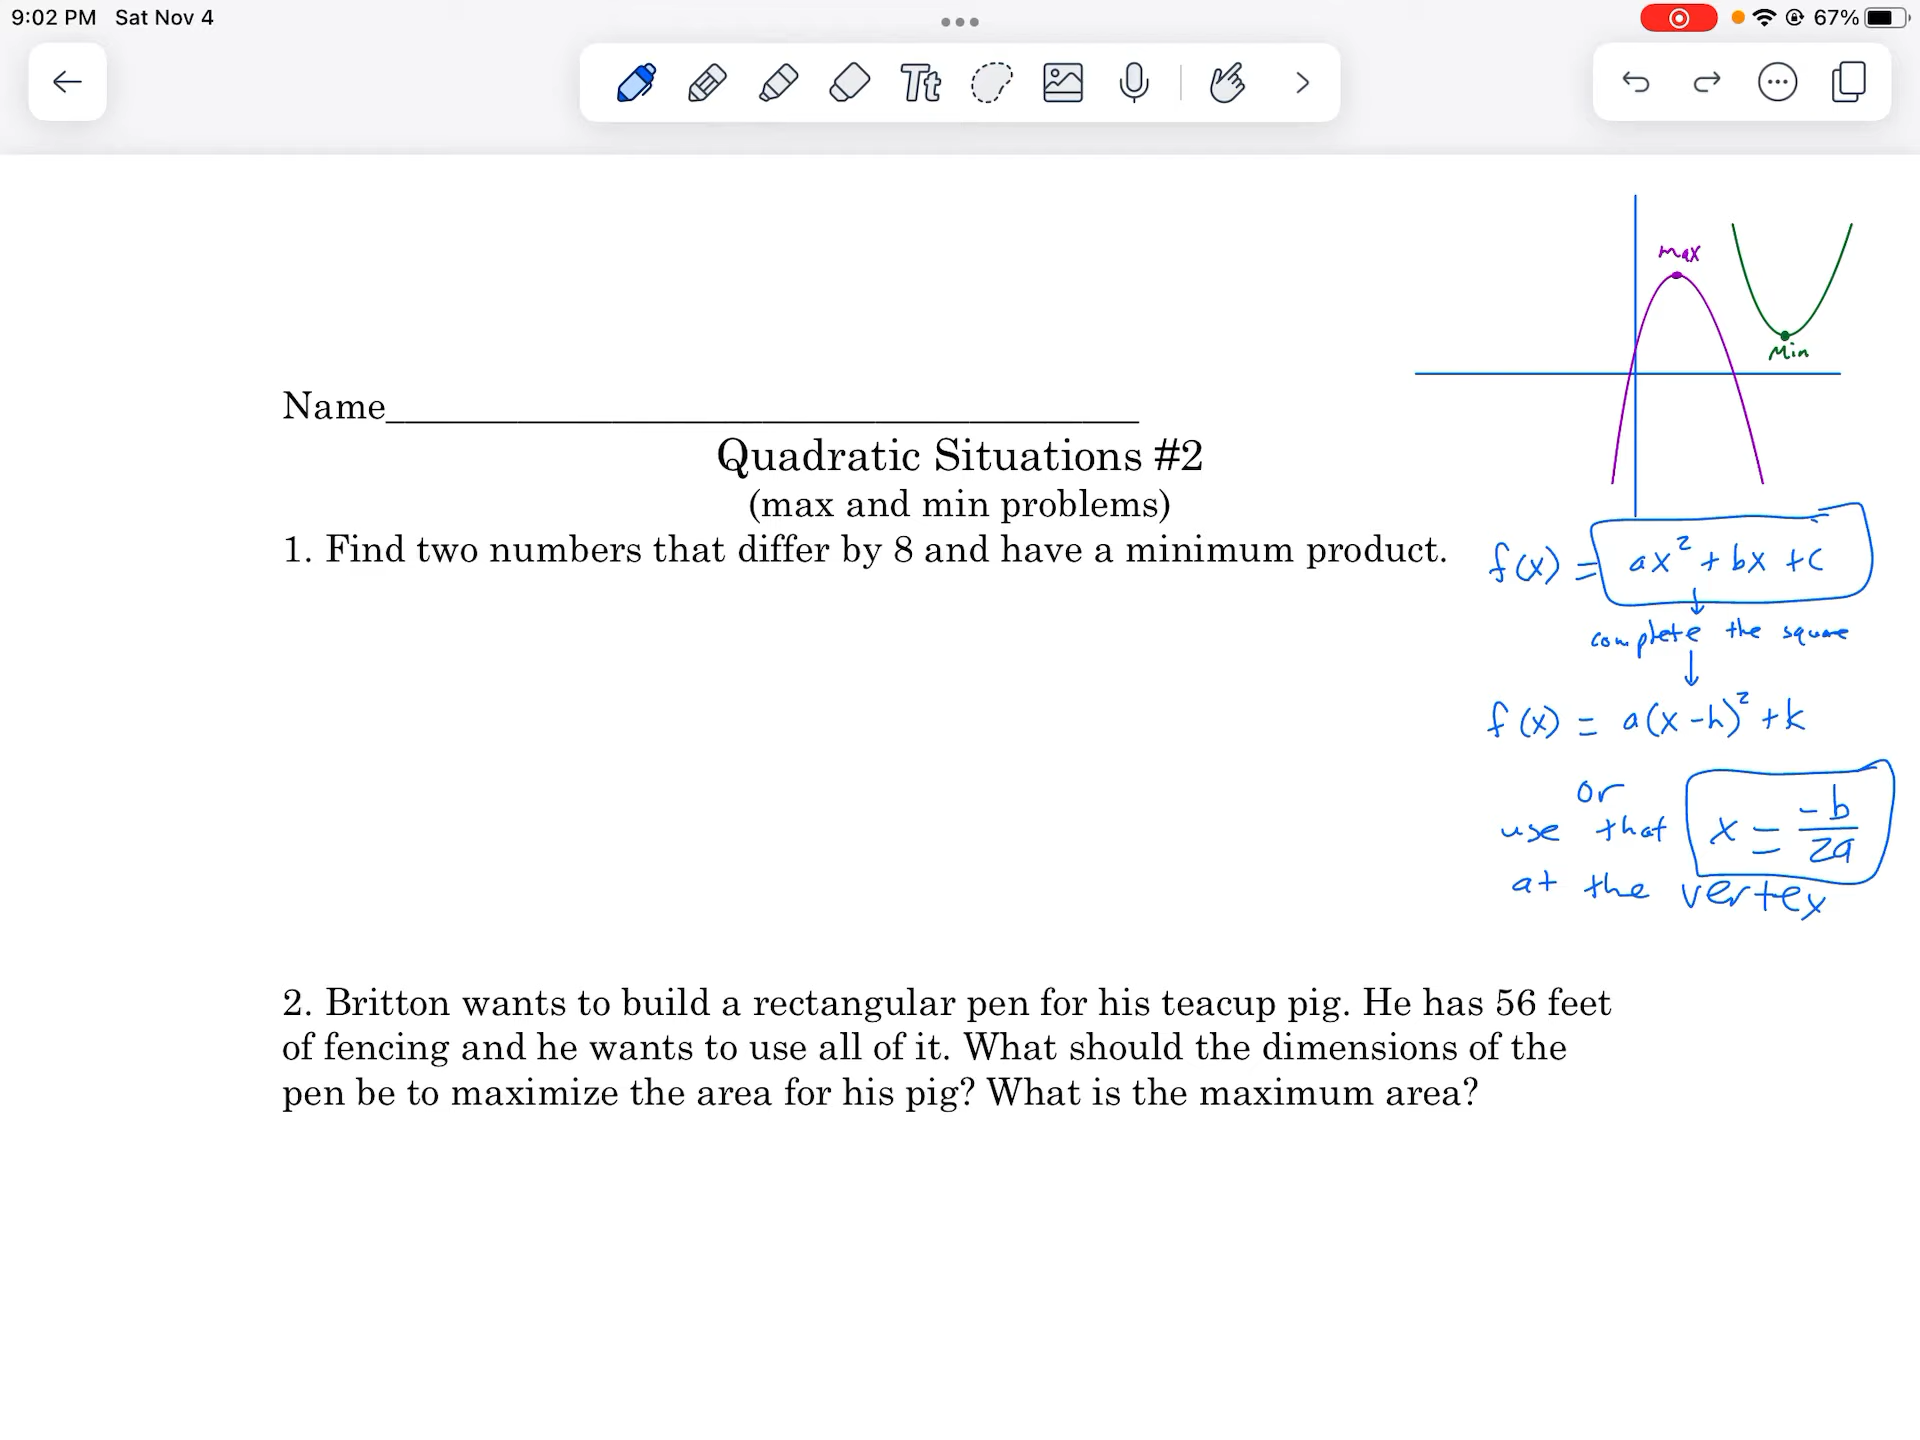 9:02 PM Sat Nov 4
67%
Tt
max
Min
Name
Quadratic Situations #2
(max and min problems)
1. Find two numbers that differ by 8 and have a minimum product.
f(x) = ax² + bx + c
complete the square
f(x) = a(x-h)² + k
or
use that x = -b/2a
at the vertex
2. Britton wants to build a rectangular pen for his teacup pig. He has 56 feet
of fencing and he wants to use all of it. What should the dimensions of the
pen be to maximize the area for his pig? What is the maximum area?